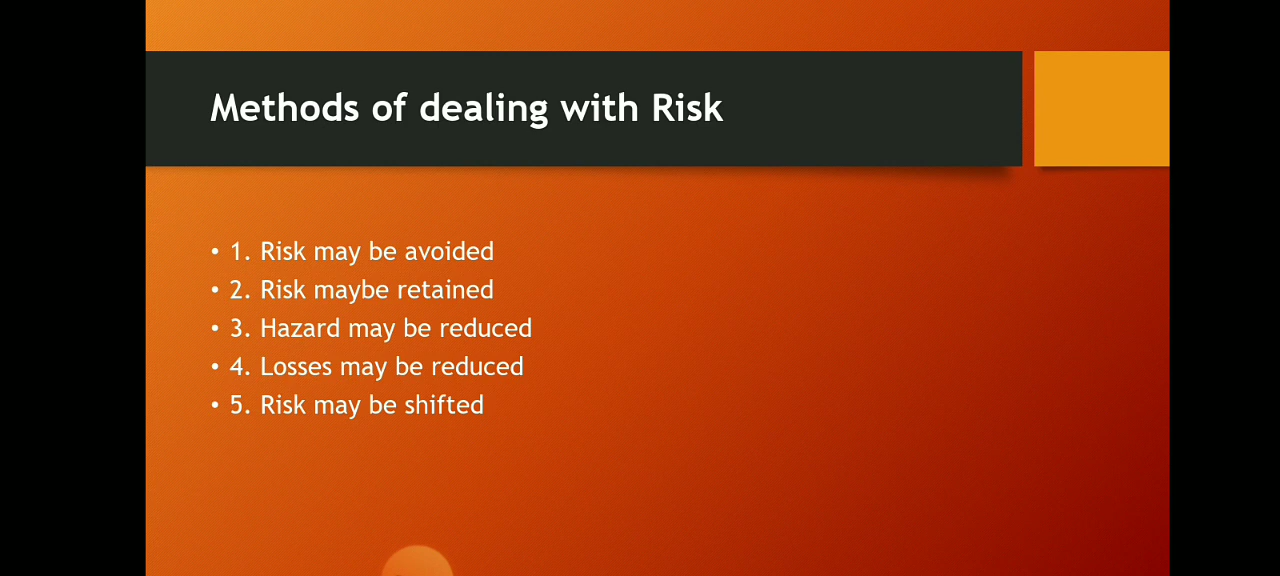 Methods of dealing with Risk
• 1. Risk may be avoided
• 2. Risk maybe retained
• 3. Hazard may be reduced
• 4. Losses may be reduced
• 5. Risk may be shifted